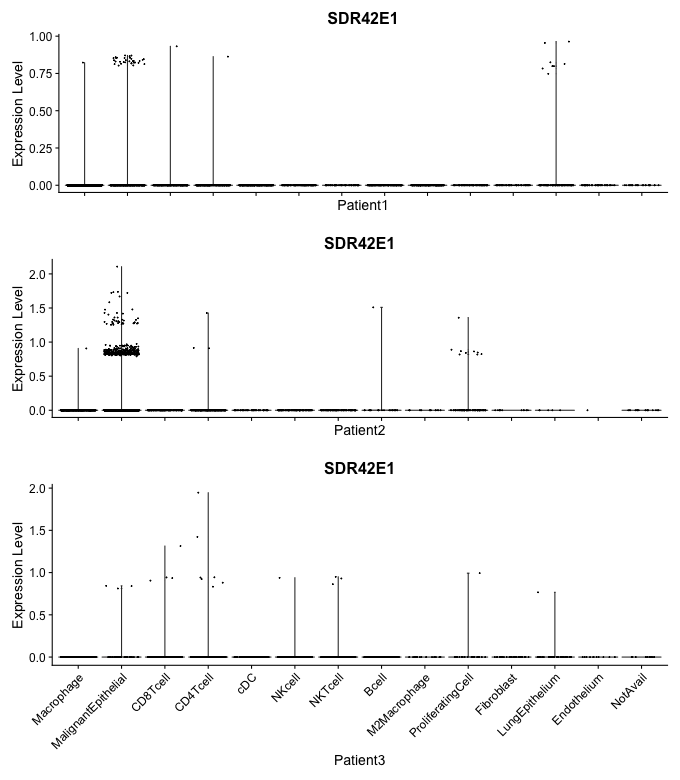 SDR42E1
Expression Level
1.00
0.75
0.50
0.25
0.00
Patient1
SDR42E1
Expression Level
2.0
1.5
1.0
0.5
0.0
Patient2
SDR42E1
Expression Level
2.0
1.5
1.0
0.5
0.0
Macrophage
MalignantEpithelial
CD8Tcell
CD4Tcell
cDC
NKcell
NKTcell
Bcell
M2Macrophage
ProliferatingCell
Fibroblast
LungEpithelium
Endothelium
NotAvail
Patient3